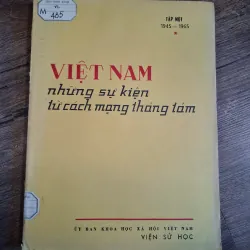 M
485
TẬP MỘT
1945 — 1965
VIỆT NAM
những sự kiện
từ cách mạng tháng tám
ỦY BAN KHOA HỌC XÃ HỘI VIỆT NAM
VIỆN SỬ HỌC